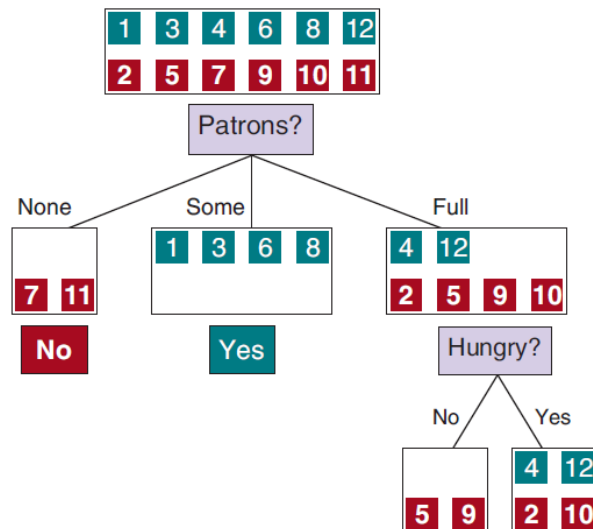 1 3 4 6 8 12
2 5 7 9 10 11
Patrons?
None Some Full
1 3 6 8 4 12
7 11 2 5 9 10
No Yes Hungry?
No Yes
4 12
5 9 2 10